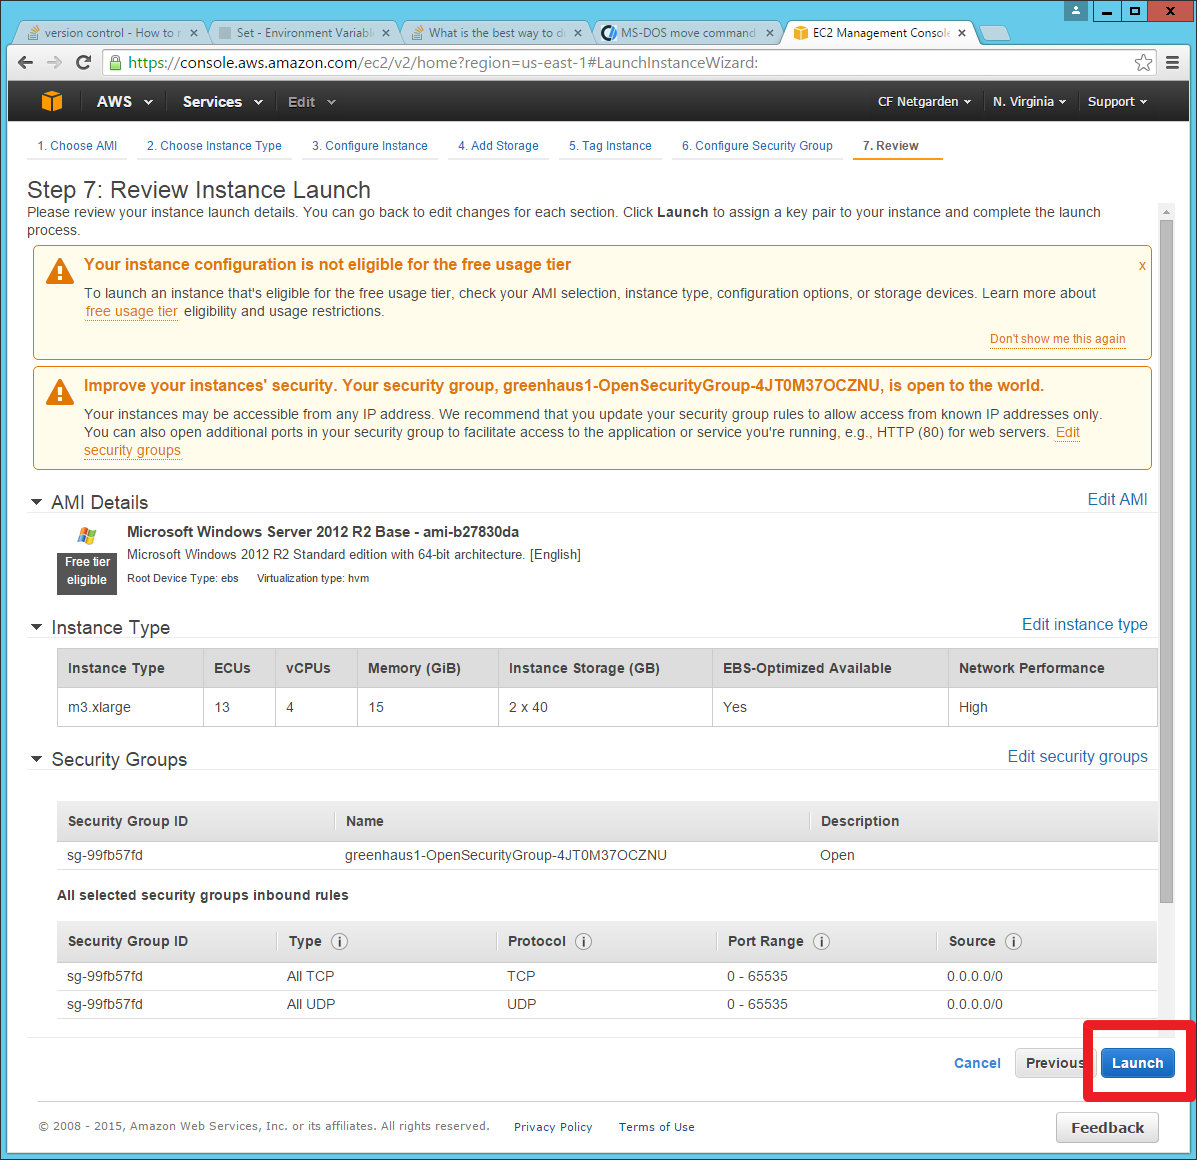 version control - How to r
Set - Environment Variabl
What is the best way to d
MS-DOS move command
EC2 Management Console
https://console.aws.amazon.com/ec2/v2/home?region=us-east-1#LaunchInstanceWizard:
AWS Services Edit CF Netgarden N. Virginia Support
1. Choose AMI 2. Choose Instance Type 3. Configure Instance 4. Add Storage 5. Tag Instance 6. Configure Security Group 7. Review
Step 7: Review Instance Launch
Please review your instance launch details. You can go back to edit changes for each section. Click Launch to assign a key pair to your instance and complete the launch
process.
Your instance configuration is not eligible for the free usage tier x
To launch an instance that's eligible for the free usage tier, check your AMI selection, instance type, configuration options, or storage devices. Learn more about
free usage tier eligibility and usage restrictions.
Don't show me this again
Improve your instances' security. Your security group, greenhaus1-OpenSecurityGroup-4JT0M37OCZNU, is open to the world.
Your instances may be accessible from any IP address. We recommend that you update your security group rules to allow access from known IP addresses only.
You can also open additional ports in your security group to facilitate access to the application or service you're running, e.g., HTTP (80) for web servers. Edit
security groups
AMI Details Edit AMI
Microsoft Windows Server 2012 R2 Base - ami-b27830da
Microsoft Windows 2012 R2 Standard edition with 64-bit architecture. [English]
Free tier
eligible
Root Device Type: ebs Virtualization type: hvm
Instance Type Edit instance type
Instance Type ECUs vCPUs Memory (GiB) Instance Storage (GB) EBS-Optimized Available Network Performance
m3.xlarge 13 4 15 2 x 40 Yes High
Security Groups Edit security groups
Security Group ID Name Description
sg-99fb57fd greenhaus1-OpenSecurityGroup-4JT0M37OCZNU Open
All selected security groups inbound rules
Security Group ID Type i Protocol i Port Range i Source i
sg-99fb57fd All TCP TCP 0 - 65535 0.0.0.0/0
sg-99fb57fd All UDP UDP 0 - 65535 0.0.0.0/0
Cancel Previous Launch
© 2008 - 2015, Amazon Web Services, Inc. or its affiliates. All rights reserved. Privacy Policy Terms of Use Feedback